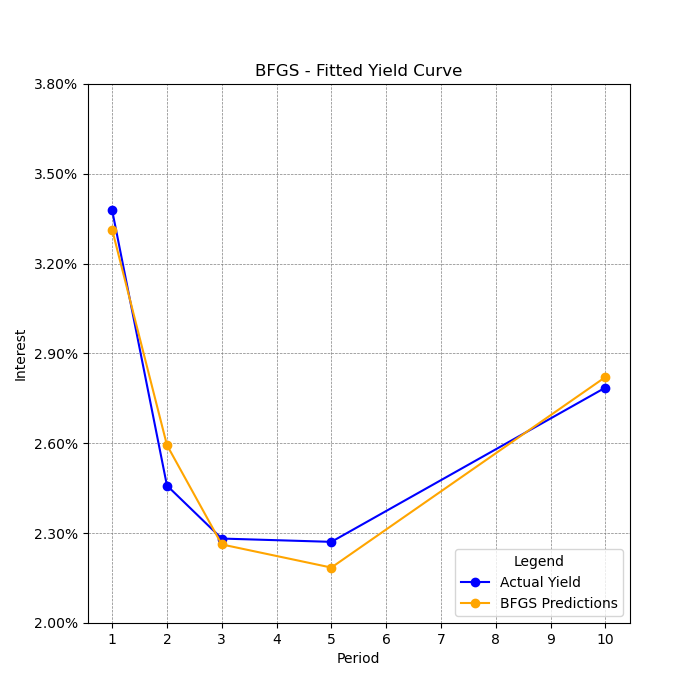 BFGS - Fitted Yield Curve
3.80%
3.50%
3.20%
2.90%
2.60%
2.30%
2.00%
Interest
1 2 3 4 5 6 7 8 9 10
Period
Legend
Actual Yield
BFGS Predictions